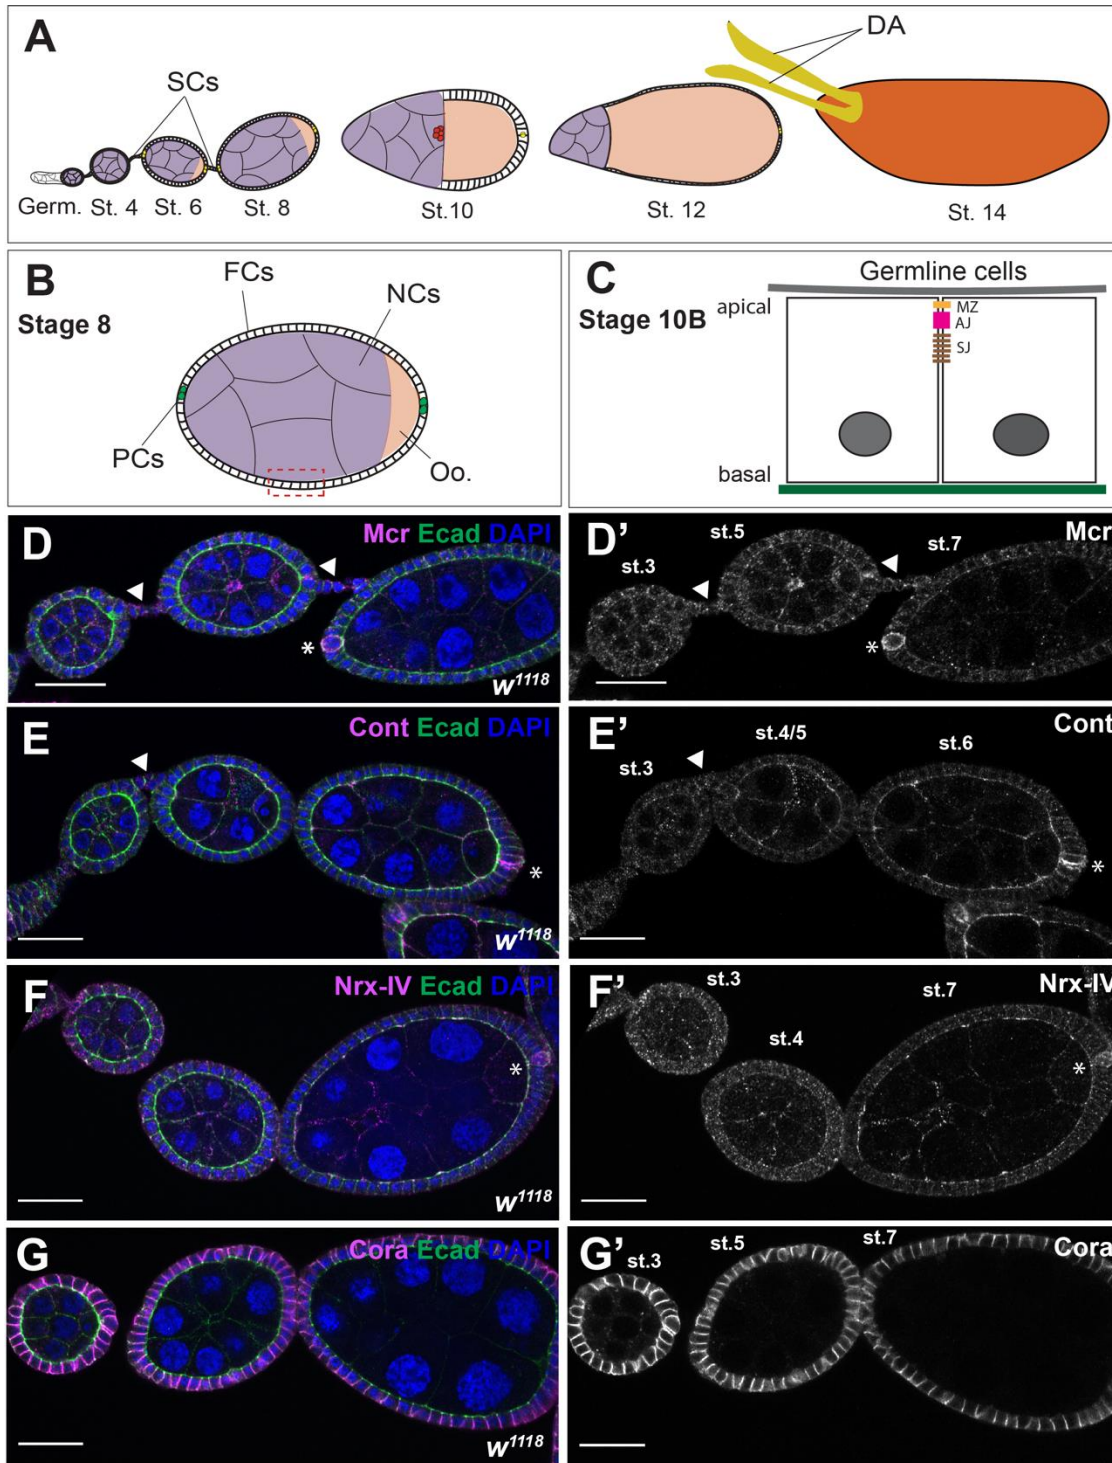 A
SCs
DA
Germ.
St. 4
St. 6
St. 8
St.10
St. 12
St. 14
B
Stage 8
FCs
NCs
PCs
Oo.
C
Stage 10B
Germline cells
apical
MZ
AJ
SJ
basal
D
Mcr Ecad DAPI
*
w1118
D'
Mcr
st.3
st.5
st.7
*
E
Cont Ecad DAPI
*
w1118
E'
Cont
st.3
st.4/5
st.6
*
F
Nrx-IV Ecad DAPI
*
w1118
F'
Nrx-IV
st.3
st.4
st.7
*
G
Cora Ecad DAPI
w1118
G'
Cora
st.3
st.5
st.7